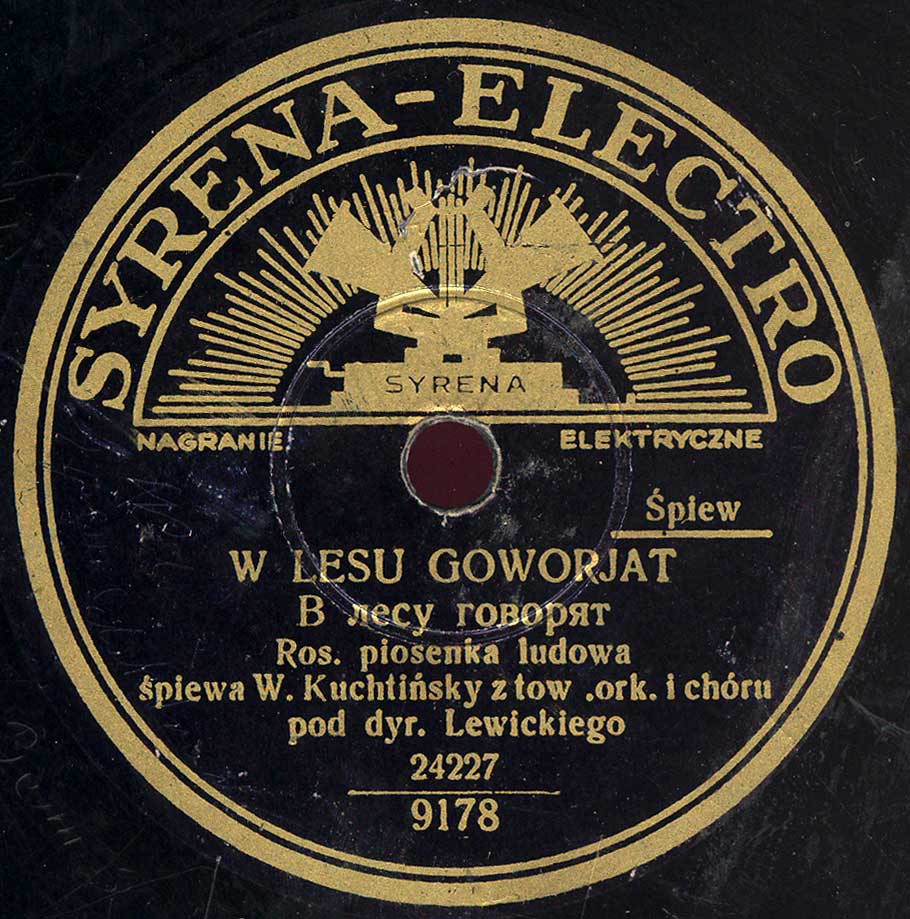 SYRENA-ELECTRO
SYRENA
NAGRANIE ELEKTRYCZNE
Śpiew
W LESU GOWORJAT
В лесу говорят
Ros. piosenka ludowa
śpiewa W. Kuchtińsky z tow .ork. i chóru
pod dyr. Lewickiego
24227
9178